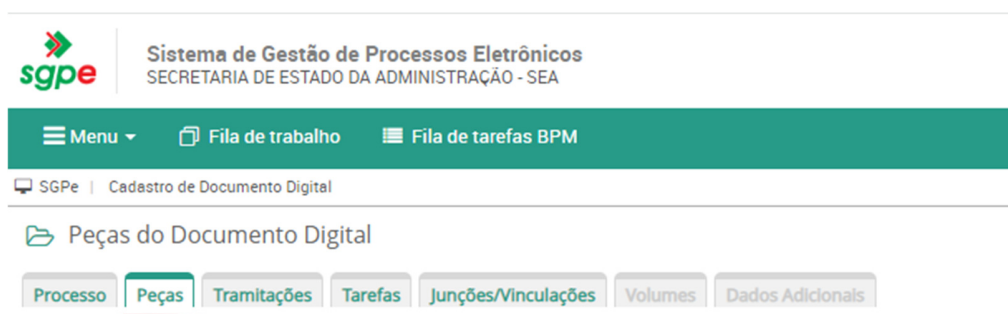 sgpe
Sistema de Gestão de Processos Eletrônicos
SECRETARIA DE ESTADO DA ADMINISTRAÇÃO - SEA
Menu Fila de trabalho Fila de tarefas BPM
SGPe | Cadastro de Documento Digital
Peças do Documento Digital
Processo Peças Tramitações Tarefas Junções/Vinculações Volumes Dados Adicionais